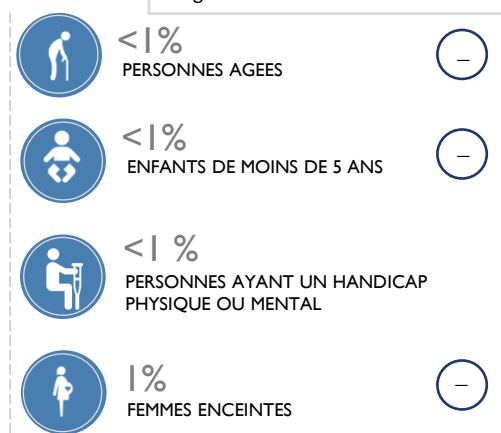 <1%
PERSONNES AGEES
–
<1%
ENFANTS DE MOINS DE 5 ANS
–
<1 %
PERSONNES AYANT UN HANDICAP
PHYSIQUE OU MENTAL
1%
FEMMES ENCEINTES
–